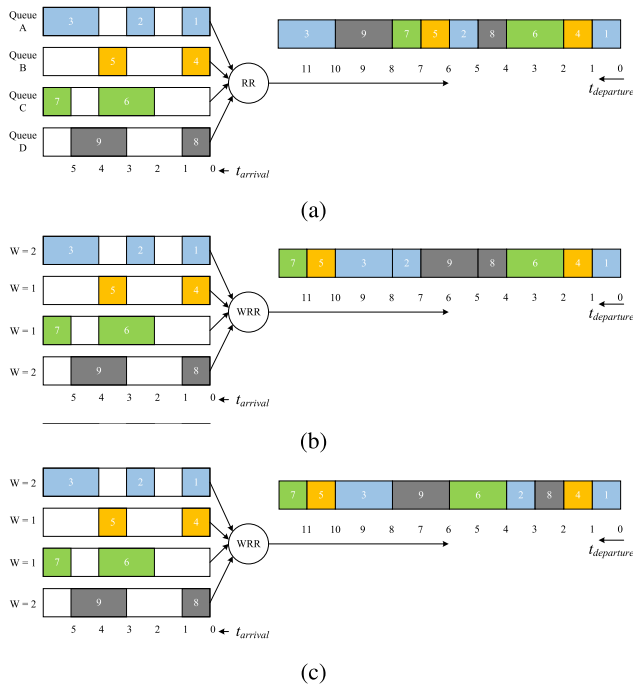 Queue
A
3 2 1
3 9 7 5 2 8 6 4 1
Queue
B
5 4
RR
11 10 9 8 7 6 5 4 3 2 1 0
t_departure
Queue
C
7 6
Queue
D
9 8
5 4 3 2 1 0 t_arrival
(a)
W = 2
3 2 1
7 5 3 2 9 8 6 4 1
W = 1
5 4
WRR
11 10 9 8 7 6 5 4 3 2 1 0
t_departure
W = 1
7 6
W = 2
9 8
5 4 3 2 1 0 t_arrival
(b)
W = 2
3 2 1
7 5 3 9 6 2 8 4 1
W = 1
5 4
WRR
11 10 9 8 7 6 5 4 3 2 1 0
t_departure
W = 1
7 6
W = 2
9 8
5 4 3 2 1 0 t_arrival
(c)